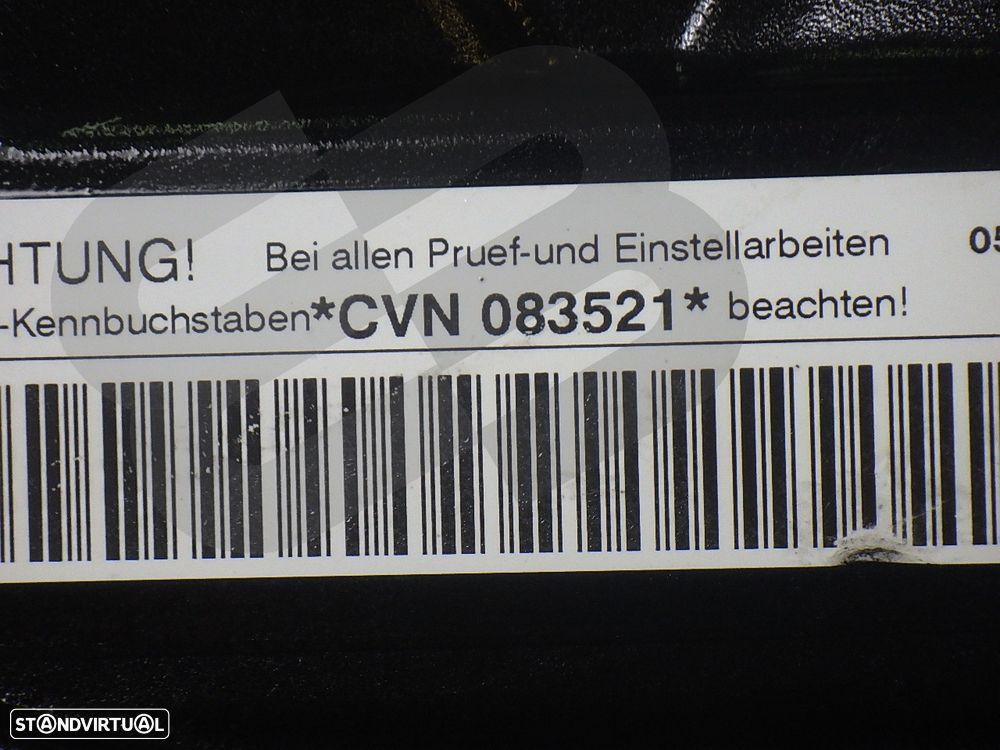 HTUNG! Bei allen Pruef-und Einstellarbeiten 05
-Kennbuchstaben*CVN 083521* beachten!
STANDVIRTUAL